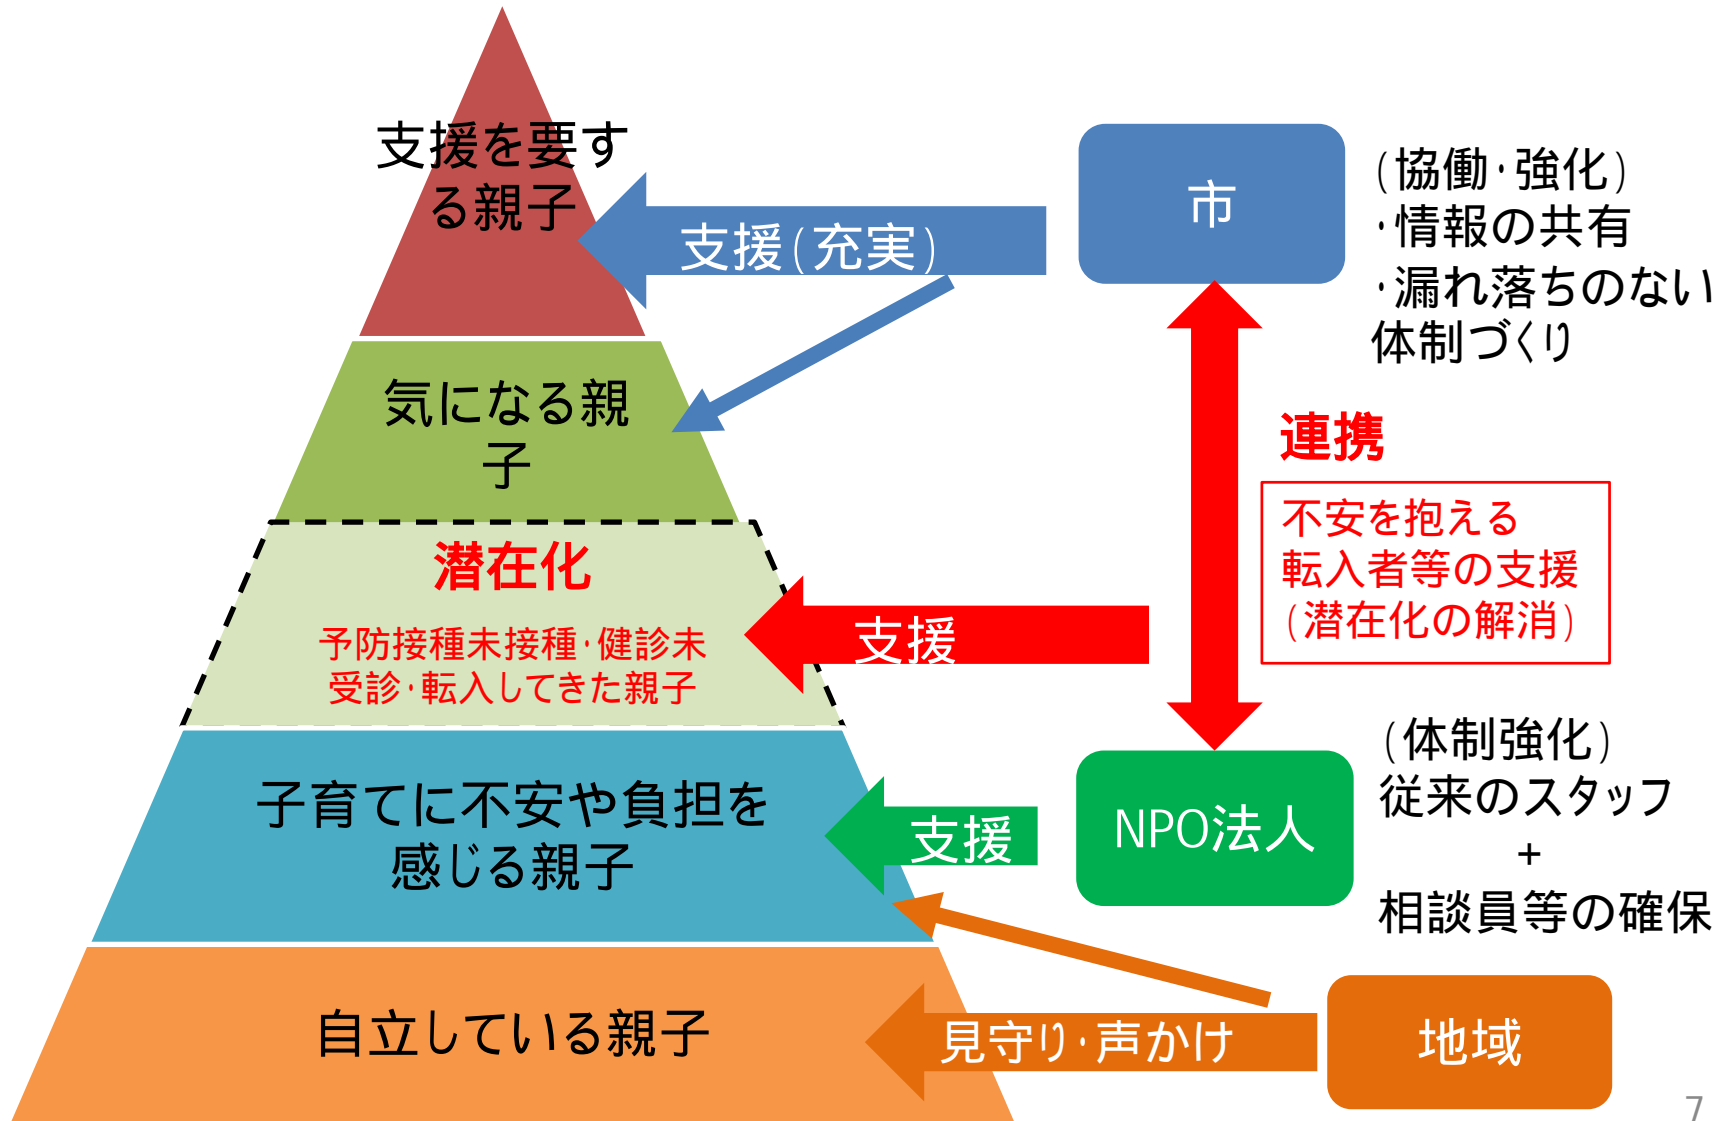 支援を要す
る親子
支援(充実)
市
(協働・強化)
・情報の共有
・漏れ落ちのない
体制づくり
気になる親
子
連携
不安を抱える
転入者等の支援
(潜在化の解消)
潜在化
予防接種未接種・健診未
受診・転入してきた親子
支援
子育てに不安や負担を
感じる親子
支援
NPO法人
(体制強化)
従来のスタッフ
+
相談員等の確保
自立している親子
見守り・声かけ
地域
7